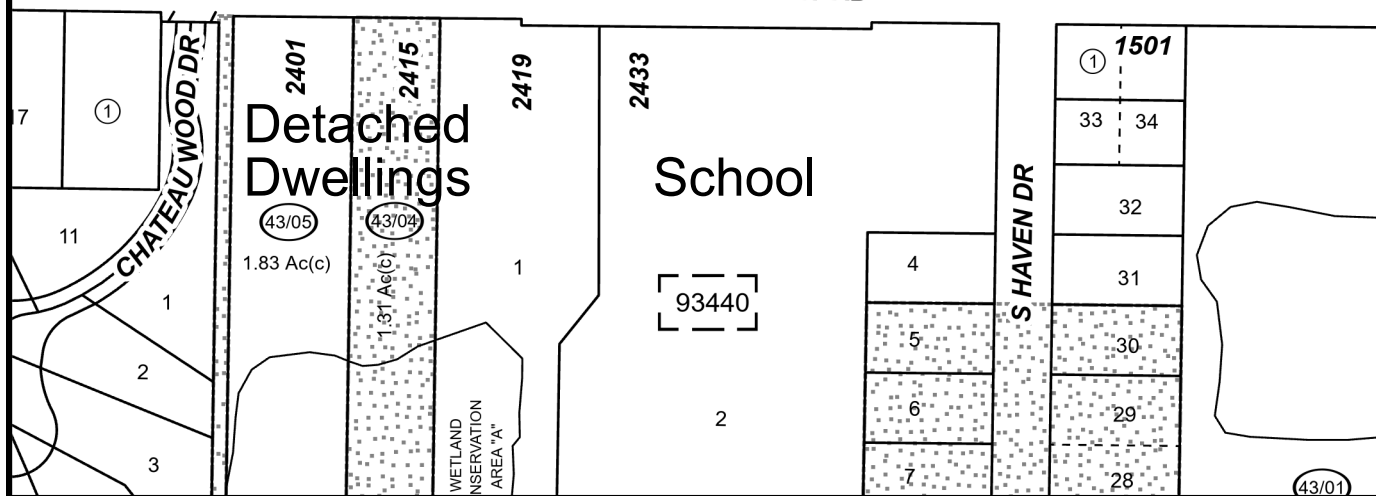 17
1
CHATEAU WOOD DR
11
1
2
3
2401
2415
2419
2433
Detached
Dwellings
School
43/05
43/04
1.83 Ac(c)
1.31 Ac(c)
1
93440
2
WETLAND
NSERVATION
AREA "A"
4
5
6
7
S HAVEN DR
1
1501
33
34
32
31
30
29
28
43/01